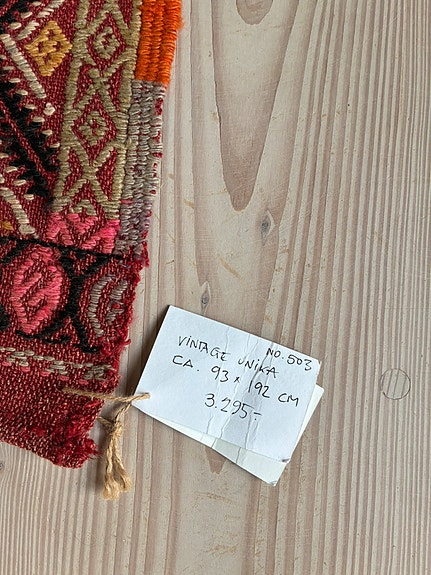 NO. 503
VINTAGE UNIKA
CA. 93 x 192 CM
3.295:-